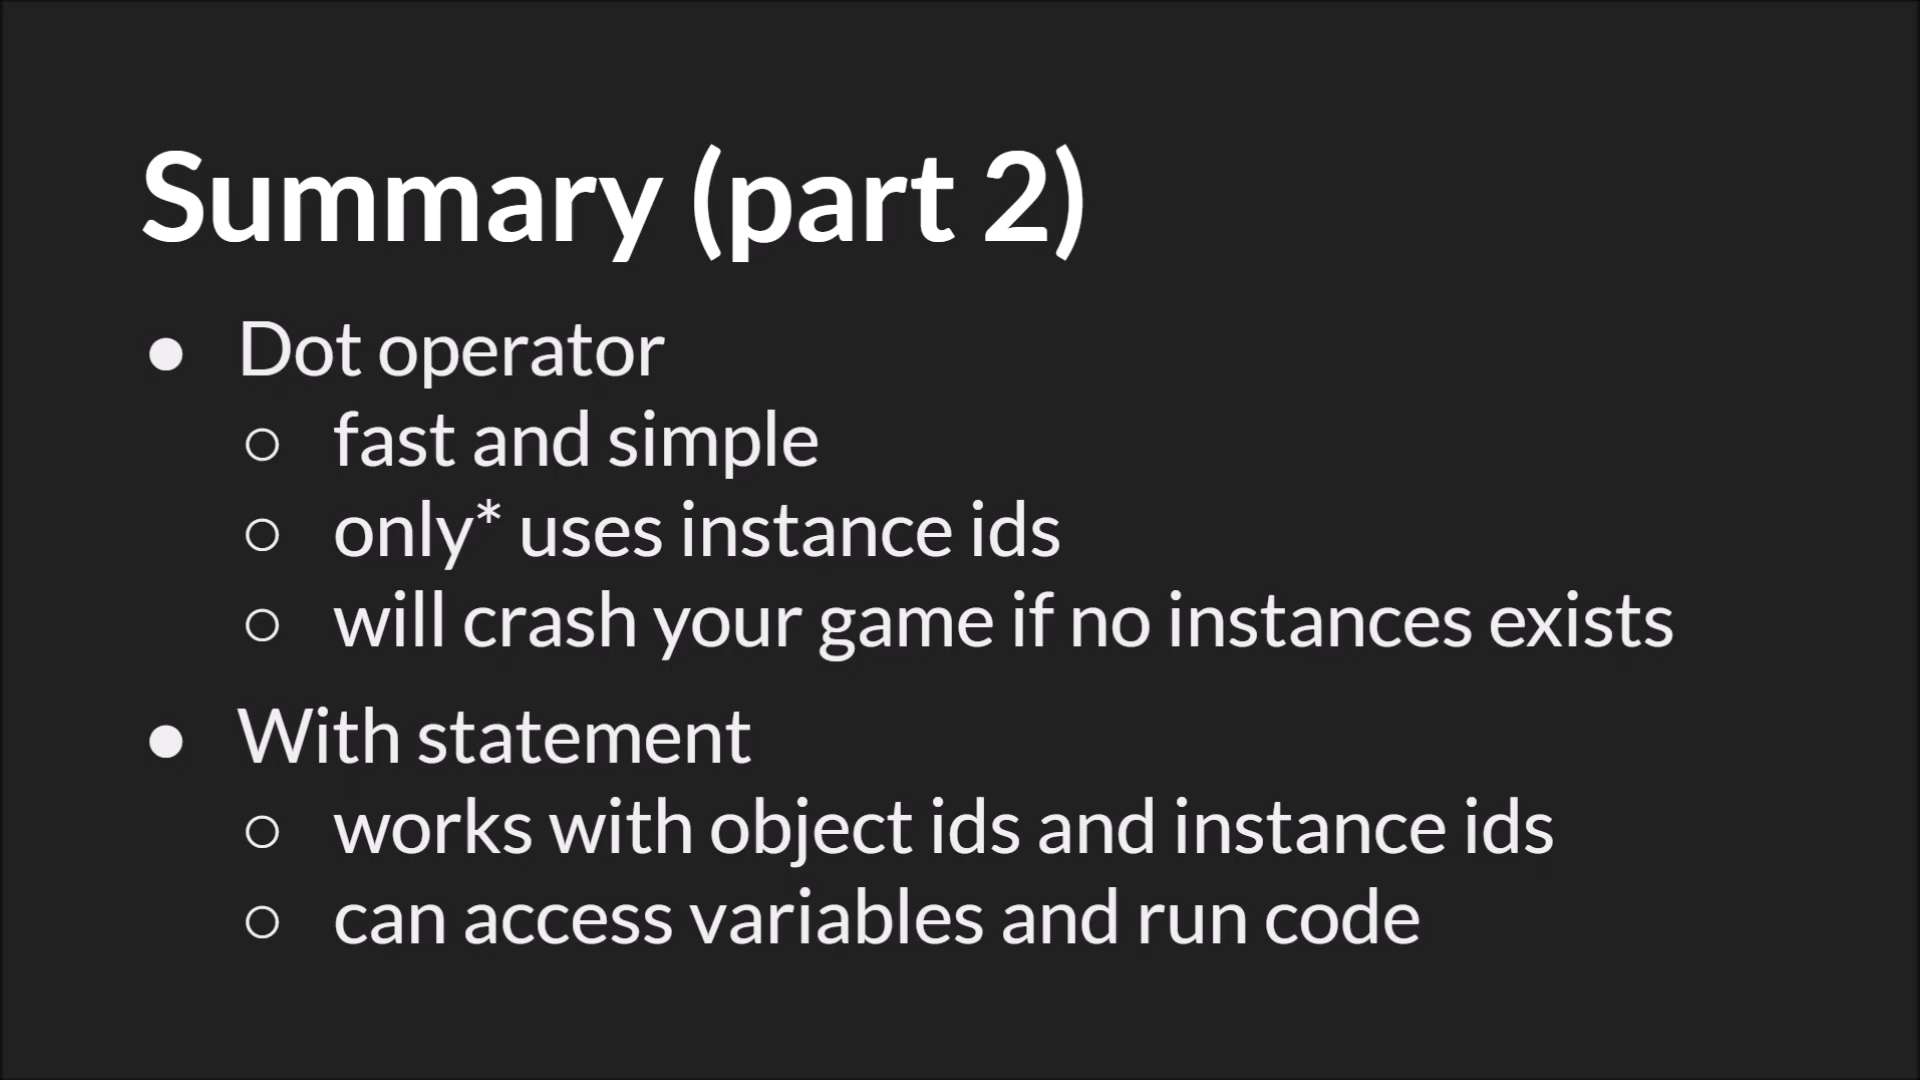 Summary (part 2)
● Dot operator
○ fast and simple
○ only* uses instance ids
○ will crash your game if no instances exists
● With statement
○ works with object ids and instance ids
○ can access variables and run code